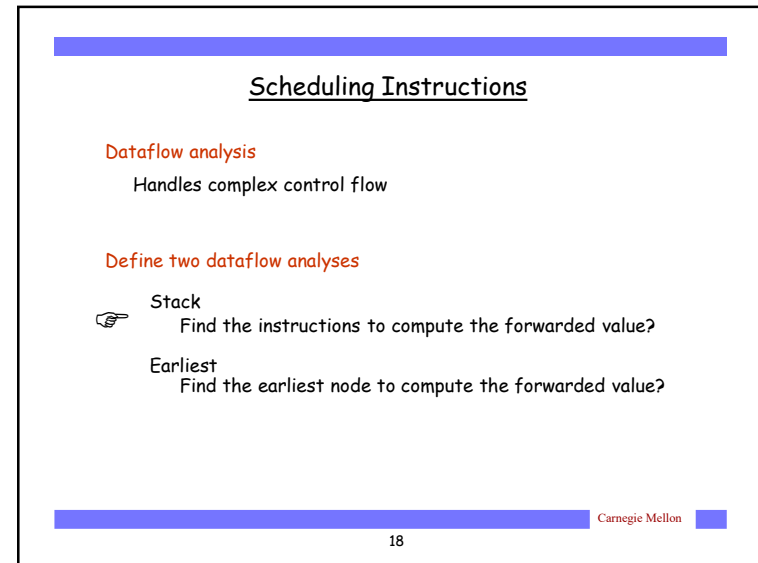 Scheduling Instructions
Dataflow analysis
Handles complex control flow
Define two dataflow analyses
Stack
Find the instructions to compute the forwarded value?
Earliest
Find the earliest node to compute the forwarded value?
Carnegie Mellon
18